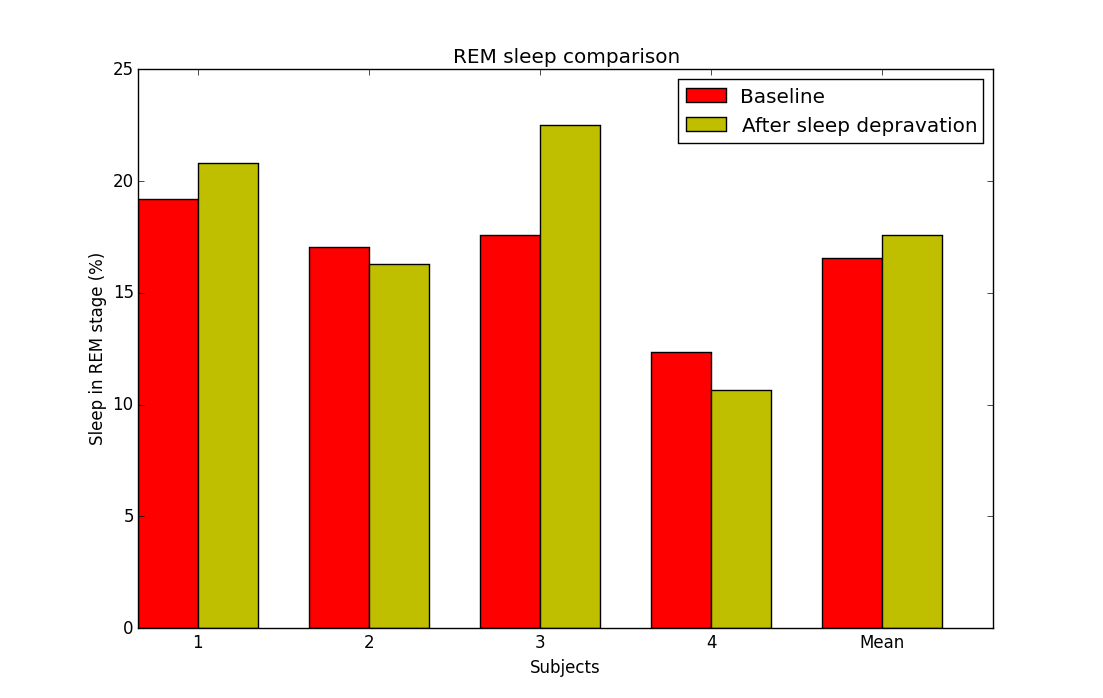 REM sleep comparison
Baseline
After sleep depravation
25
20
15
10
5
0
Sleep in REM stage (%)
1 2 3 4 Mean
Subjects